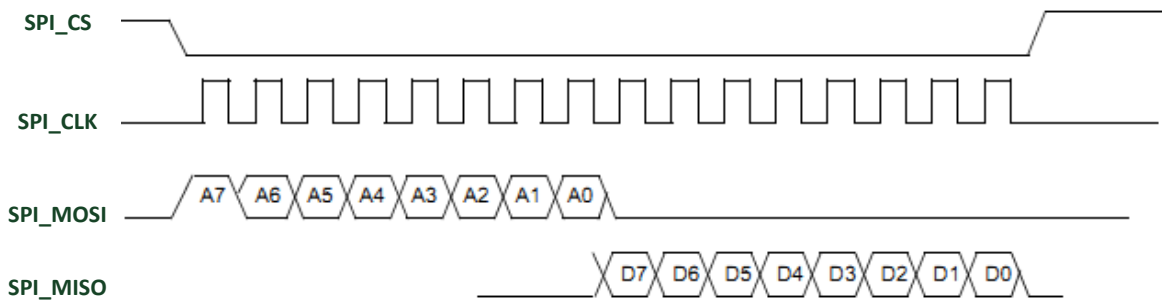 SPI_CS
SPI_CLK
SPI_MOSI A7 A6 A5 A4 A3 A2 A1 A0
SPI_MISO D7 D6 D5 D4 D3 D2 D1 D0